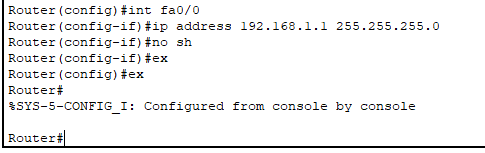 Router(config)#int fa0/0
Router(config-if)#ip address 192.168.1.1 255.255.255.0
Router(config-if)#no sh
Router(config-if)#ex
Router(config)#ex
Router#
%SYS-5-CONFIG_I: Configured from console by console
Router#